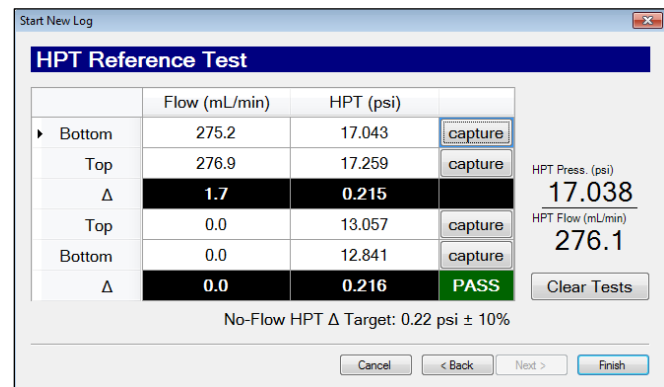 Start New Log
HPT Reference Test
Flow (mL/min) HPT (psi)
Bottom 275.2 17.043 capture
Top 276.9 17.259 capture
Δ 1.7 0.215
Top 0.0 13.057 capture
Bottom 0.0 12.841 capture
Δ 0.0 0.216 PASS
HPT Press. (psi)
17.038
HPT Flow (mL/min)
276.1
Clear Tests
No-Flow HPT Δ Target: 0.22 psi ± 10%
Cancel < Back Next > Finish